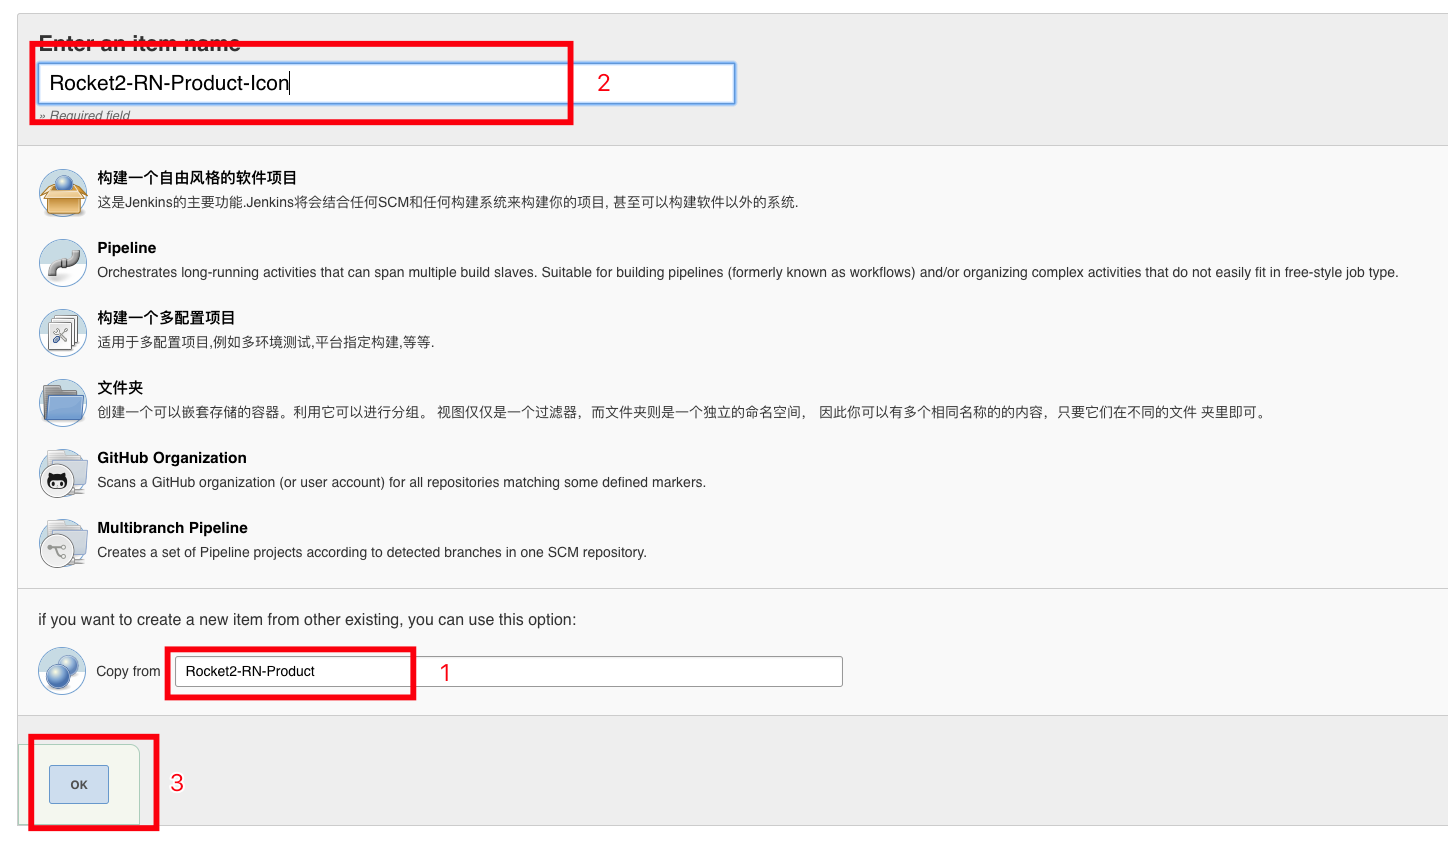 Enter an item name
Rocket2-RN-Product-Icon
2
» Required field
构建一个自由风格的软件项目
这是Jenkins的主要功能.Jenkins将会结合任何SCM和任何构建系统来构建你的项目, 甚至可以构建软件以外的系统.
Pipeline
Orchestrates long-running activities that can span multiple build slaves. Suitable for building pipelines (formerly known as workflows) and/or organizing complex activities that do not easily fit in free-style job type.
构建一个多配置项目
适用于多配置项目,例如多环境测试,平台指定构建,等等.
文件夹
创建一个可以嵌套存储的容器。利用它可以进行分组。 视图仅仅是一个过滤器，而文件夹则是一个独立的命名空间， 因此你可以有多个相同名称的的内容，只要它们在不同的文件 夹里即可。
GitHub Organization
Scans a GitHub organization (or user account) for all repositories matching some defined markers.
Multibranch Pipeline
Creates a set of Pipeline projects according to detected branches in one SCM repository.
if you want to create a new item from other existing, you can use this option:
Copy from Rocket2-RN-Product 1
OK 3